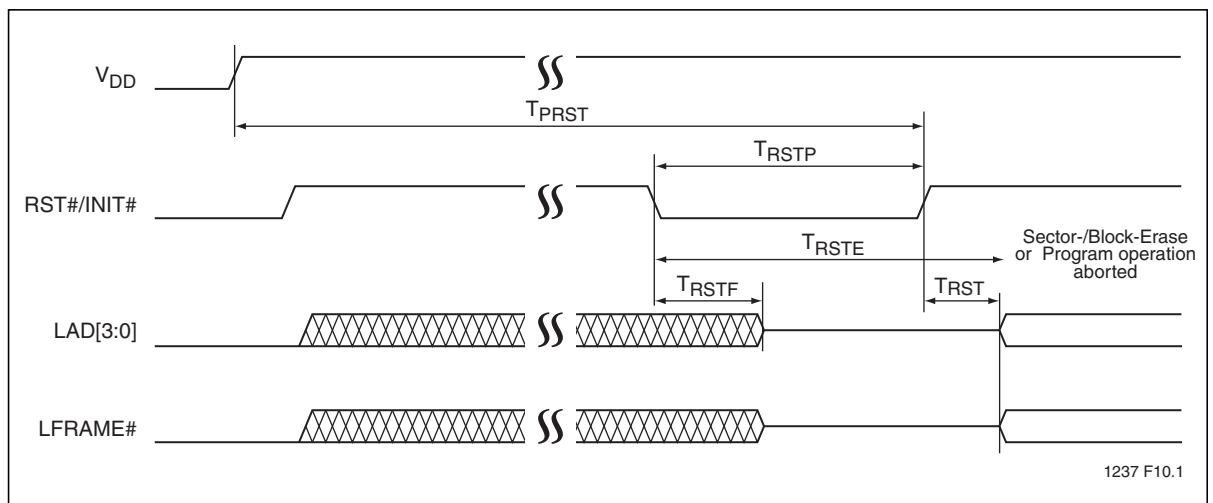 VDD
TPRST
TRSTP
RST#/INIT#
TRSTE
Sector-/Block-Erase
or Program operation
aborted
TRSTF
TRST
LAD[3:0]
LFRAME#
1237 F10.1